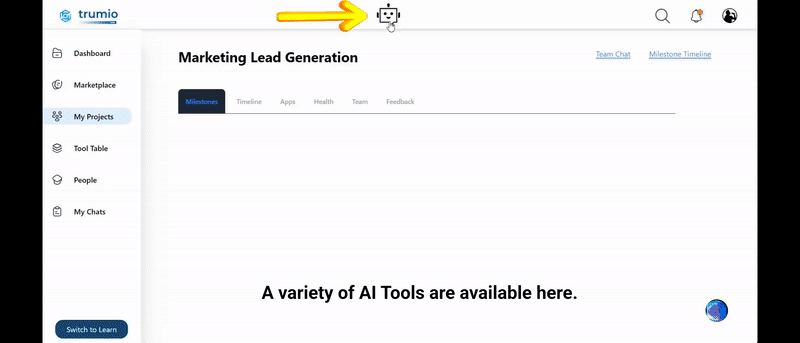 trumio
Dashboard
Marketplace
My Projects
Tool Table
People
My Chats
Switch to Learn
Marketing Lead Generation
Team Chat
Milestone Timeline
Milestones
Timeline
Apps
Health
Team
Feedback
A variety of AI Tools are available here.